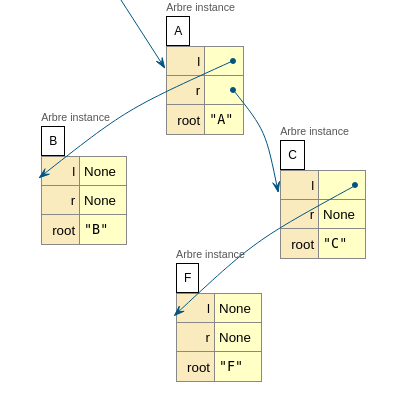 Arbre instance
A
l
r
root "A"
Arbre instance
B
l None
r None
root "B"
Arbre instance
C
l
r None
root "C"
Arbre instance
F
l None
r None
root "F"